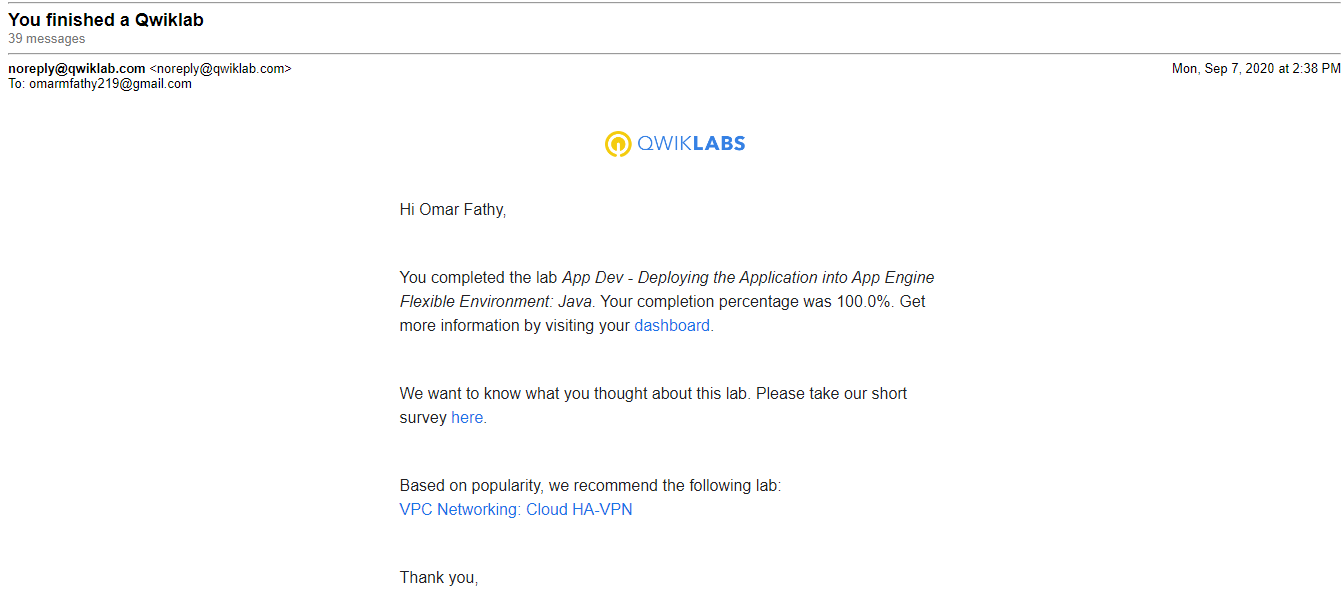 You finished a Qwiklab
39 messages
noreply@qwiklab.com <noreply@qwiklab.com> Mon, Sep 7, 2020 at 2:38 PM
To: omarmfathy219@gmail.com
QWIKLABS
Hi Omar Fathy,
You completed the lab App Dev - Deploying the Application into App Engine
Flexible Environment: Java. Your completion percentage was 100.0%. Get
more information by visiting your dashboard.
We want to know what you thought about this lab. Please take our short
survey here.
Based on popularity, we recommend the following lab:
VPC Networking: Cloud HA-VPN
Thank you,